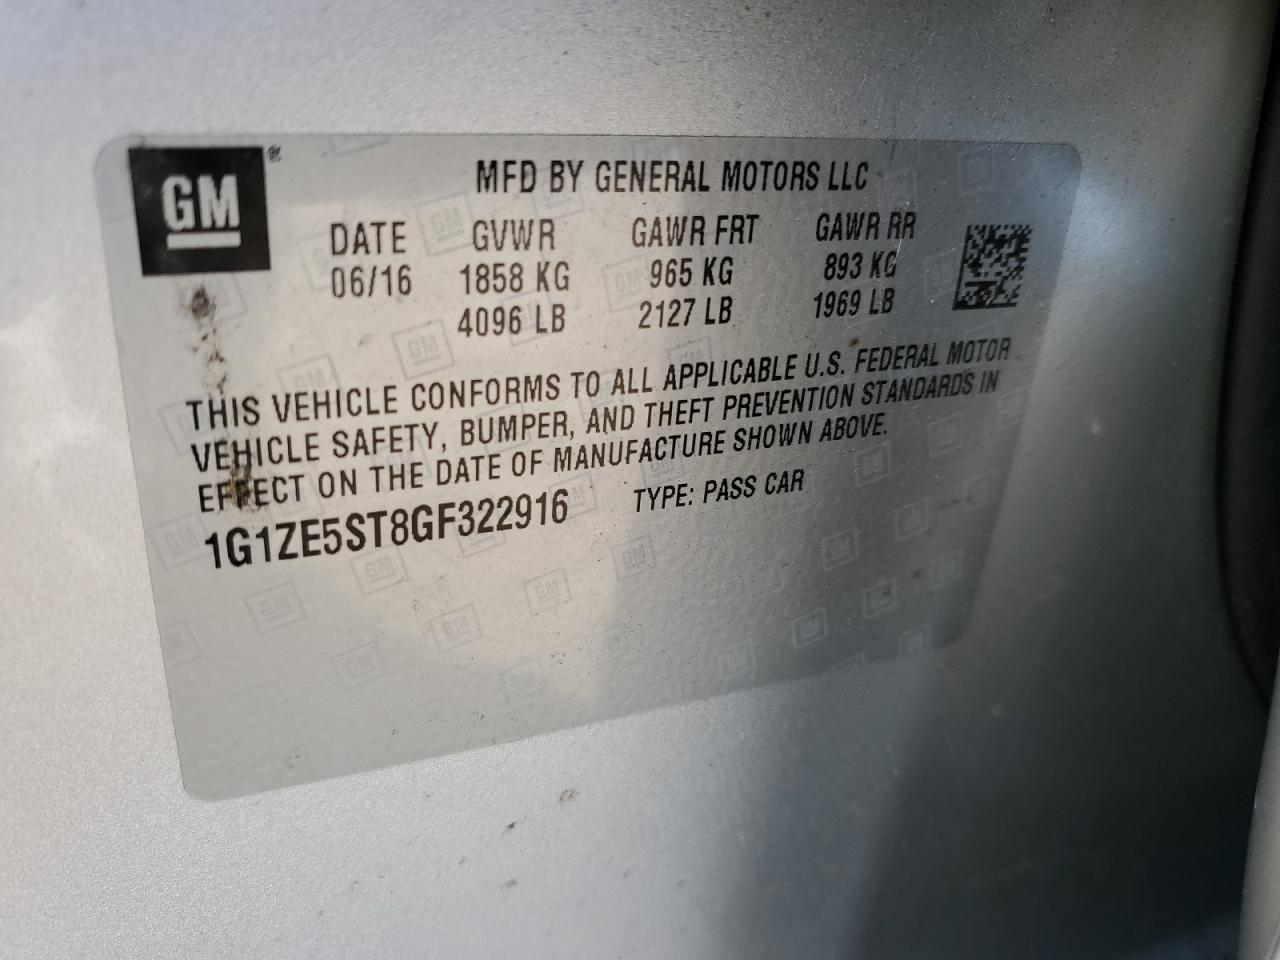 GM ®
MFD BY GENERAL MOTORS LLC
DATE GVWR GAWR FRT GAWR RR
06/16 1858 KG 965 KG 893 KG
4096 LB 2127 LB 1969 LB
THIS VEHICLE CONFORMS TO ALL APPLICABLE U.S. FEDERAL MOTOR
VEHICLE SAFETY, BUMPER, AND THEFT PREVENTION STANDARDS IN
EFFECT ON THE DATE OF MANUFACTURE SHOWN ABOVE.
1G1ZE5ST8GF322916 TYPE: PASS CAR